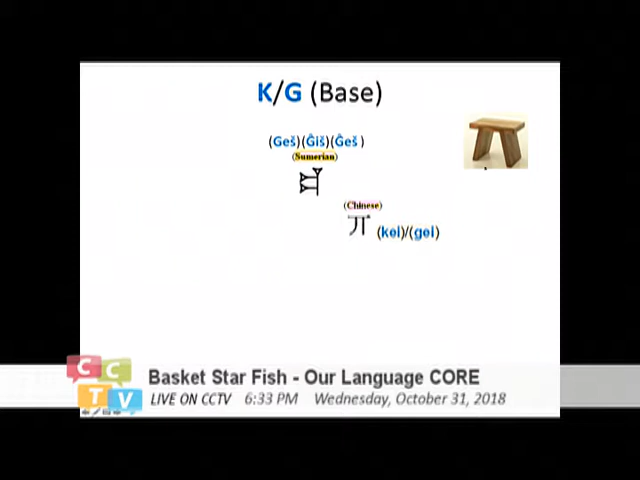 K/G (Base)
(Geš)(Ĝiš)(Ĝeš )
(Sumerian)
𒄑
(Chinese)
丌 (kei)/(gei)
CCTV
Basket Star Fish - Our Language CORE
LIVE ON CCTV 6:33 PM Wednesday, October 31, 2018